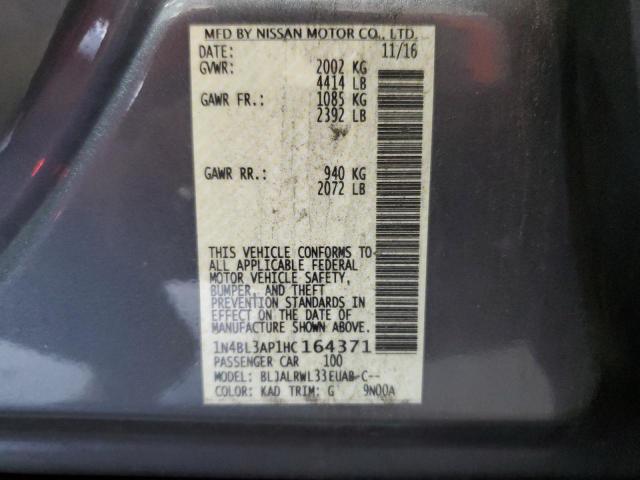 MFD BY NISSAN MOTOR CO., LTD.
DATE: 11/16
GVWR: 2002 KG
4414 LB
GAWR FR.: 1085 KG
2392 LB
GAWR RR.: 940 KG
2072 LB
THIS VEHICLE CONFORMS TO
ALL APPLICABLE FEDERAL
MOTOR VEHICLE SAFETY,
BUMPER, AND THEFT
PREVENTION STANDARDS IN
EFFECT ON THE DATE OF
MANUFACTURE SHOWN ABOVE.
1N4BL3AP1HC164371
PASSENGER CAR 100
MODEL: BLJALRWL33EUAB-C--
COLOR: KAD TRIM: G 9N00A